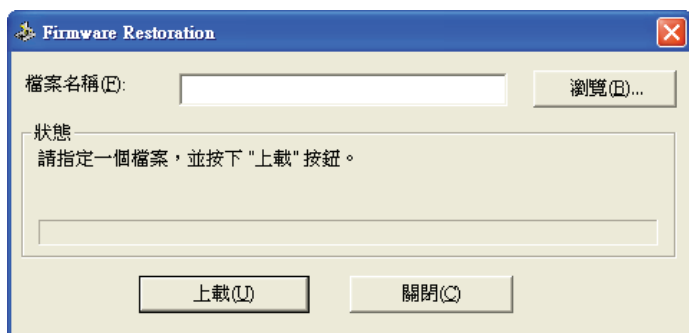 Firmware Restoration
檔案名稱(F):
瀏覽(B)...
狀態
請指定一個檔案，並按下 "上載" 按鈕。
上載(U)
關閉(C)